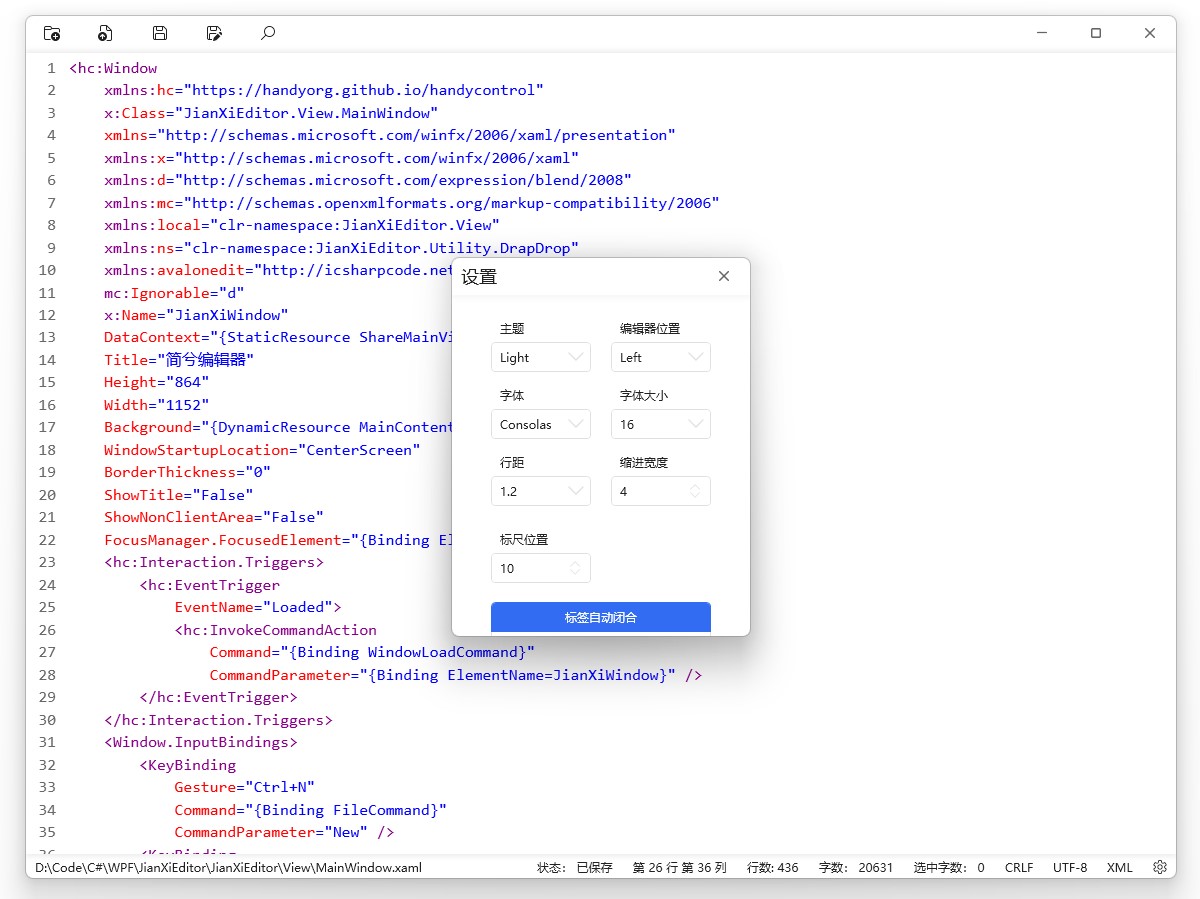 1 <hc:Window
2 xmlns:hc="https://handyorg.github.io/handycontrol"
3 x:Class="JianXiEditor.View.MainWindow"
4 xmlns="http://schemas.microsoft.com/winfx/2006/xaml/presentation"
5 xmlns:x="http://schemas.microsoft.com/winfx/2006/xaml"
6 xmlns:d="http://schemas.microsoft.com/expression/blend/2008"
7 xmlns:mc="http://schemas.openxmlformats.org/markup-compatibility/2006"
8 xmlns:local="clr-namespace:JianXiEditor.View"
9 xmlns:ns="clr-namespace:JianXiEditor.Utility.DrapDrop"
10 xmlns:avalonedit="http://icsharpcode.net
11 mc:Ignorable="d"
12 x:Name="JianXiWindow"
13 DataContext="{StaticResource ShareMainVi
14 Title="简兮编辑器"
15 Height="864"
16 Width="1152"
17 Background="{DynamicResource MainContent
18 WindowStartupLocation="CenterScreen"
19 BorderThickness="0"
20 ShowTitle="False"
21 ShowNonClientArea="False"
22 FocusManager.FocusedElement="{Binding El
23 <hc:Interaction.Triggers>
24 <hc:EventTrigger
25 EventName="Loaded">
26 <hc:InvokeCommandAction
27 Command="{Binding WindowLoadCommand}"
28 CommandParameter="{Binding ElementName=JianXiWindow}" />
29 </hc:EventTrigger>
30 </hc:Interaction.Triggers>
31 <Window.InputBindings>
32 <KeyBinding
33 Gesture="Ctrl+N"
34 Command="{Binding FileCommand}"
35 CommandParameter="New" />
36 <KeyBinding
设置
主题 编辑器位置
Light Left
字体 字体大小
Consolas 16
行距 缩进宽度
1.2 4
标尺位置
10
标签自动闭合
D:\Code\C#\WPF\JianXiEditor\JianXiEditor\View\MainWindow.xaml 状态： 已保存 第 26 行 第 36 列 行数: 436 字数： 20631 选中字数： 0 CRLF UTF-8 XML